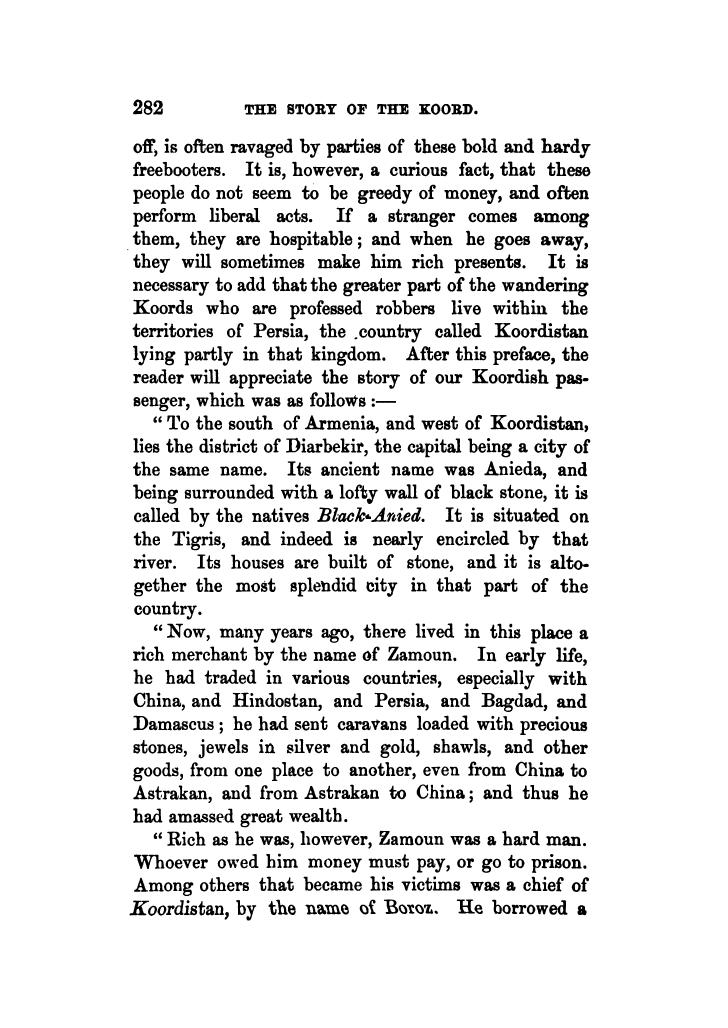 282 THE STORY OF THE KOORD.
off, is often ravaged by parties of these bold and hardy
freebooters. It is, however, a curious fact, that these
people do not seem to be greedy of money, and often
perform liberal acts. If a stranger comes among
them, they are hospitable; and when he goes away,
they will sometimes make him rich presents. It is
necessary to add that the greater part of the wandering
Koords who are professed robbers live within the
territories of Persia, the country called Koordistan
lying partly in that kingdom. After this preface, the
reader will appreciate the story of our Koordish pas-
senger, which was as follows:—
"To the south of Armenia, and west of Koordistan,
lies the district of Diarbekir, the capital being a city of
the same name. Its ancient name was Anieda, and
being surrounded with a lofty wall of black stone, it is
called by the natives Black-Anied. It is situated on
the Tigris, and indeed is nearly encircled by that
river. Its houses are built of stone, and it is alto-
gether the most splendid city in that part of the
country.
"Now, many years ago, there lived in this place a
rich merchant by the name of Zamoun. In early life,
he had traded in various countries, especially with
China, and Hindostan, and Persia, and Bagdad, and
Damascus; he had sent caravans loaded with precious
stones, jewels in silver and gold, shawls, and other
goods, from one place to another, even from China to
Astrakan, and from Astrakan to China; and thus he
had amassed great wealth.
"Rich as he was, however, Zamoun was a hard man.
Whoever owed him money must pay, or go to prison.
Among others that became his victims was a chief of
Koordistan, by the name of Boroz. He borrowed a